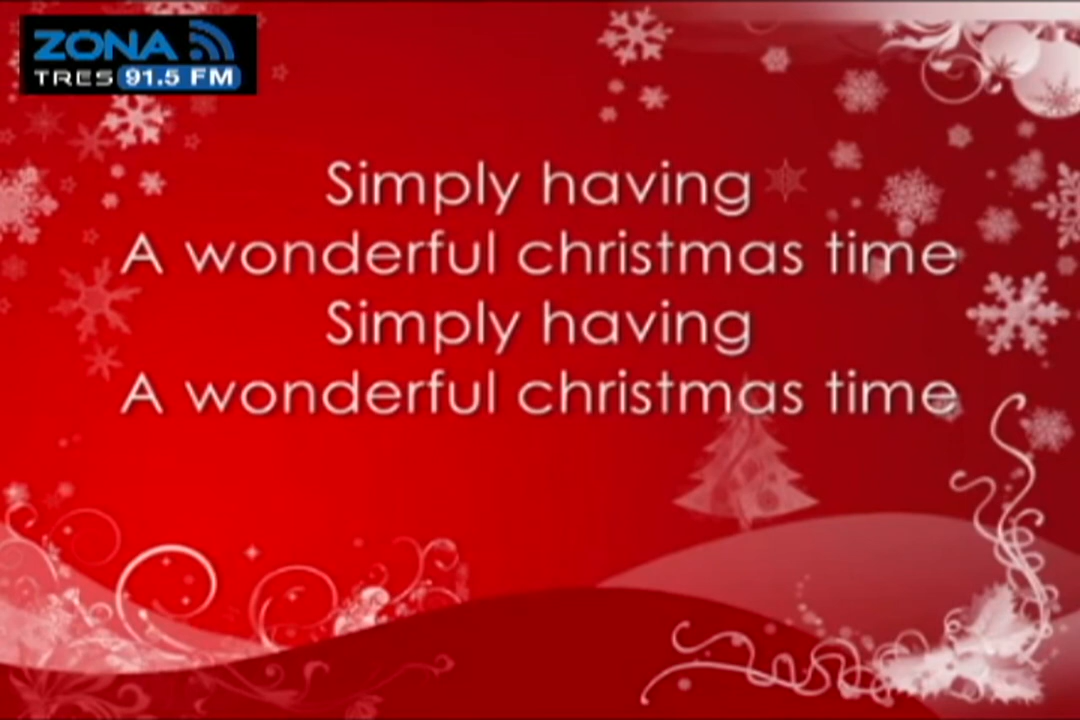 ZONA
TRES 91.5 FM
Simply having
A wonderful christmas time
Simply having
A wonderful christmas time